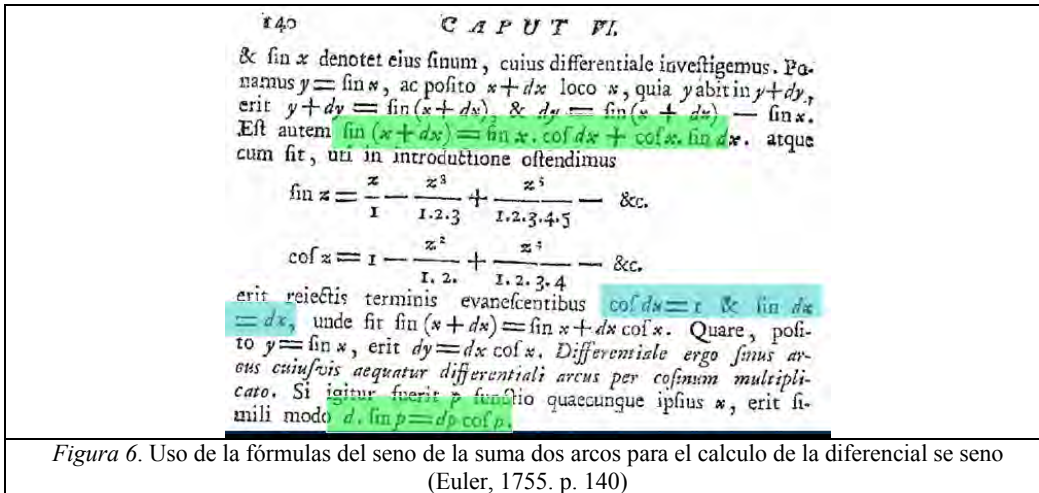 140 CAPUT VI.
& ſin x denotet eius ſinum, cuius differentiale inveſtigemus. Po-
namus y = ſin x, ac poſito x + dx loco x, quia y abit in y + dy,
erit y + dy = ſin (x + dx), & dy = ſin (x + dx) — ſin x.
Eſt autem ſin (x + dx) = ſin x. coſ dx + coſ x. ſin dx. atque
cum ſit, uti in introductione oſtendimus
ſin z = z/1 — z³/1.2.3 + z⁵/1.2.3.4.5 — &c.
coſ z = 1 — z²/1.2. + z⁴/1.2.3.4 — &c.
erit reiectis terminis evaneſcentibus coſ dx = 1 & ſin dx
= dx, unde fit ſin (x + dx) = ſin x + dx coſ x. Quare, poſi-
to y = ſin x, erit dy = dx coſ x. Differentiale ergo ſinus ar-
cus cuiuſvis aequatur differentiali arcus per coſinum multipli-
cato. Si igitur fuerit p functio quaecunque ipſius x, erit ſi-
mili modo d. ſin p = dp coſ p.
Figura 6. Uso de la fórmulas del seno de la suma dos arcos para el calculo de la diferencial se seno
(Euler, 1755. p. 140)